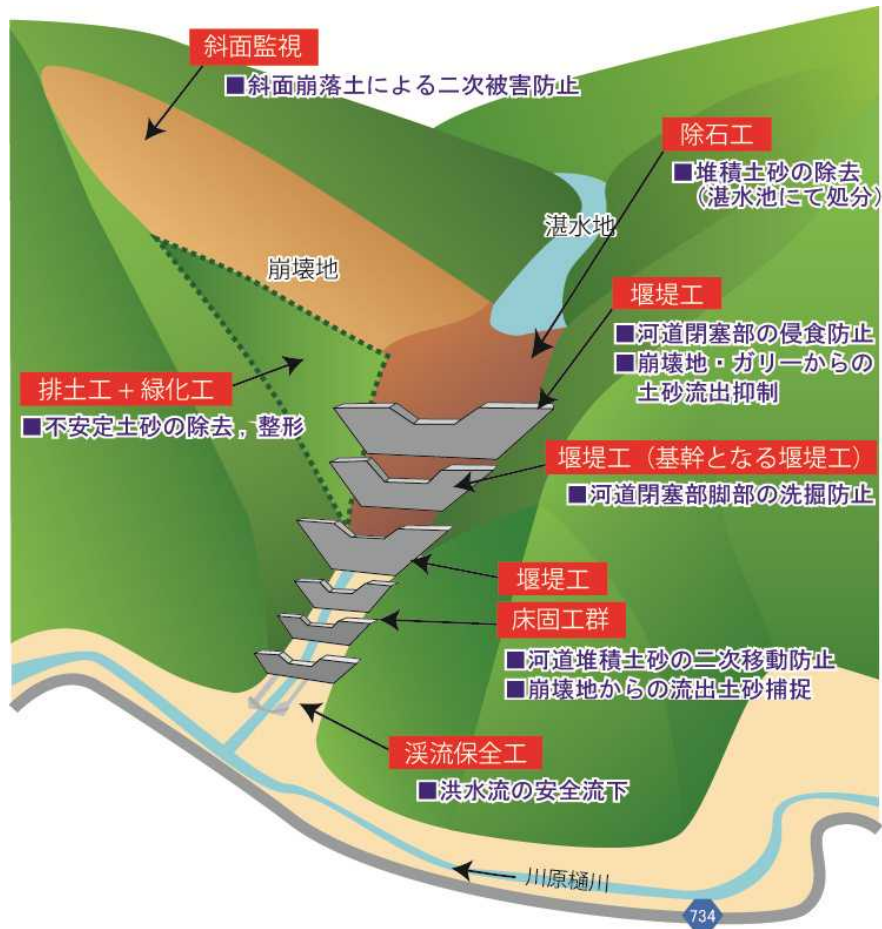 斜面監視
■斜面崩落土による二次被害防止
除石工
■堆積土砂の除去
(湛水池にて処分)
湛水地
崩壊地
堰堤工
■河道閉塞部の侵食防止
■崩壊地・ガリーからの
土砂流出抑制
排土工+緑化工
■不安定土砂の除去,整形
堰堤工(基幹となる堰堤工)
■河道閉塞部脚部の洗掘防止
堰堤工
床固工群
■河道堆積土砂の二次移動防止
■崩壊地からの流出土砂捕捉
渓流保全工
■洪水流の安全流下
川原樋川
734